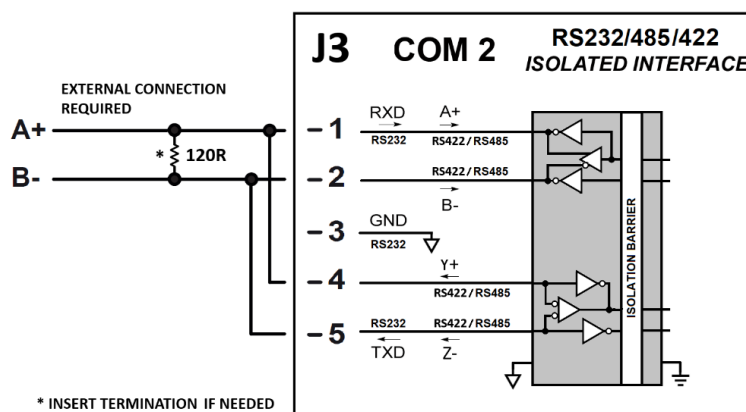 J3 COM 2 RS232/485/422
ISOLATED INTERFACE
EXTERNAL CONNECTION
REQUIRED
A+
B-
* 120R
-1 RXD A+
RS232 RS422/RS485
-2 RS422/RS485
B-
-3 GND
RS232
-4 Y+
RS422/RS485
-5 RS232 RS422/RS485
TXD Z-
ISOLATION BARRIER
* INSERT TERMINATION IF NEEDED